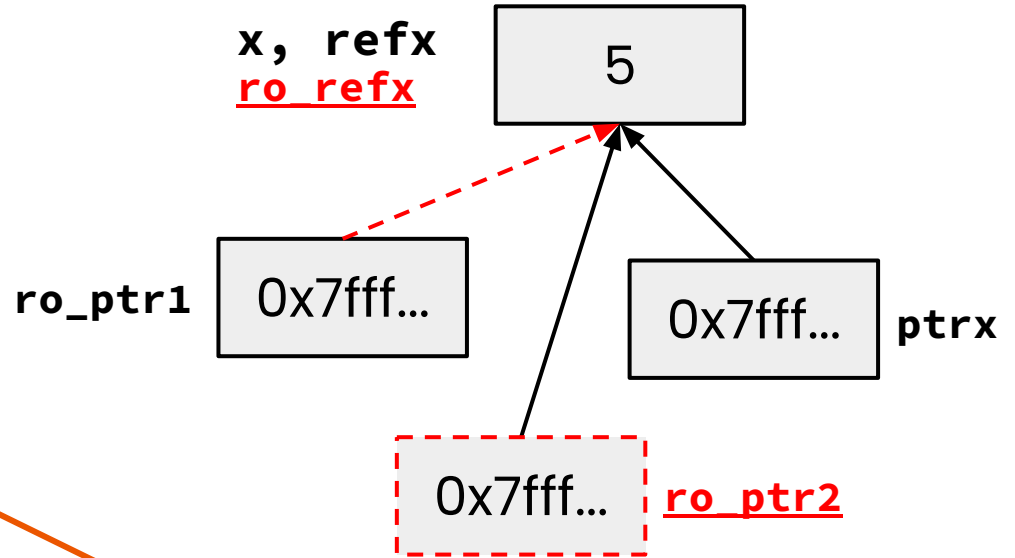 x, refx
ro_refx
5
ro_ptr1
0x7fff...
0x7fff...
ptrx
0x7fff...
ro_ptr2